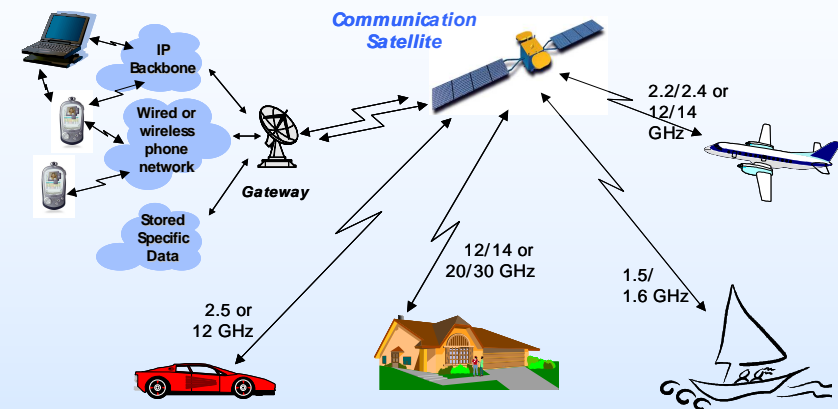 Communication
Satellite
IP
Backbone
Wired or
wireless
phone
network
Gateway
Stored
Specific
Data
2.2/2.4 or
12/14
GHz
12/14 or
20/30 GHz
1.5/
1.6 GHz
2.5 or
12 GHz